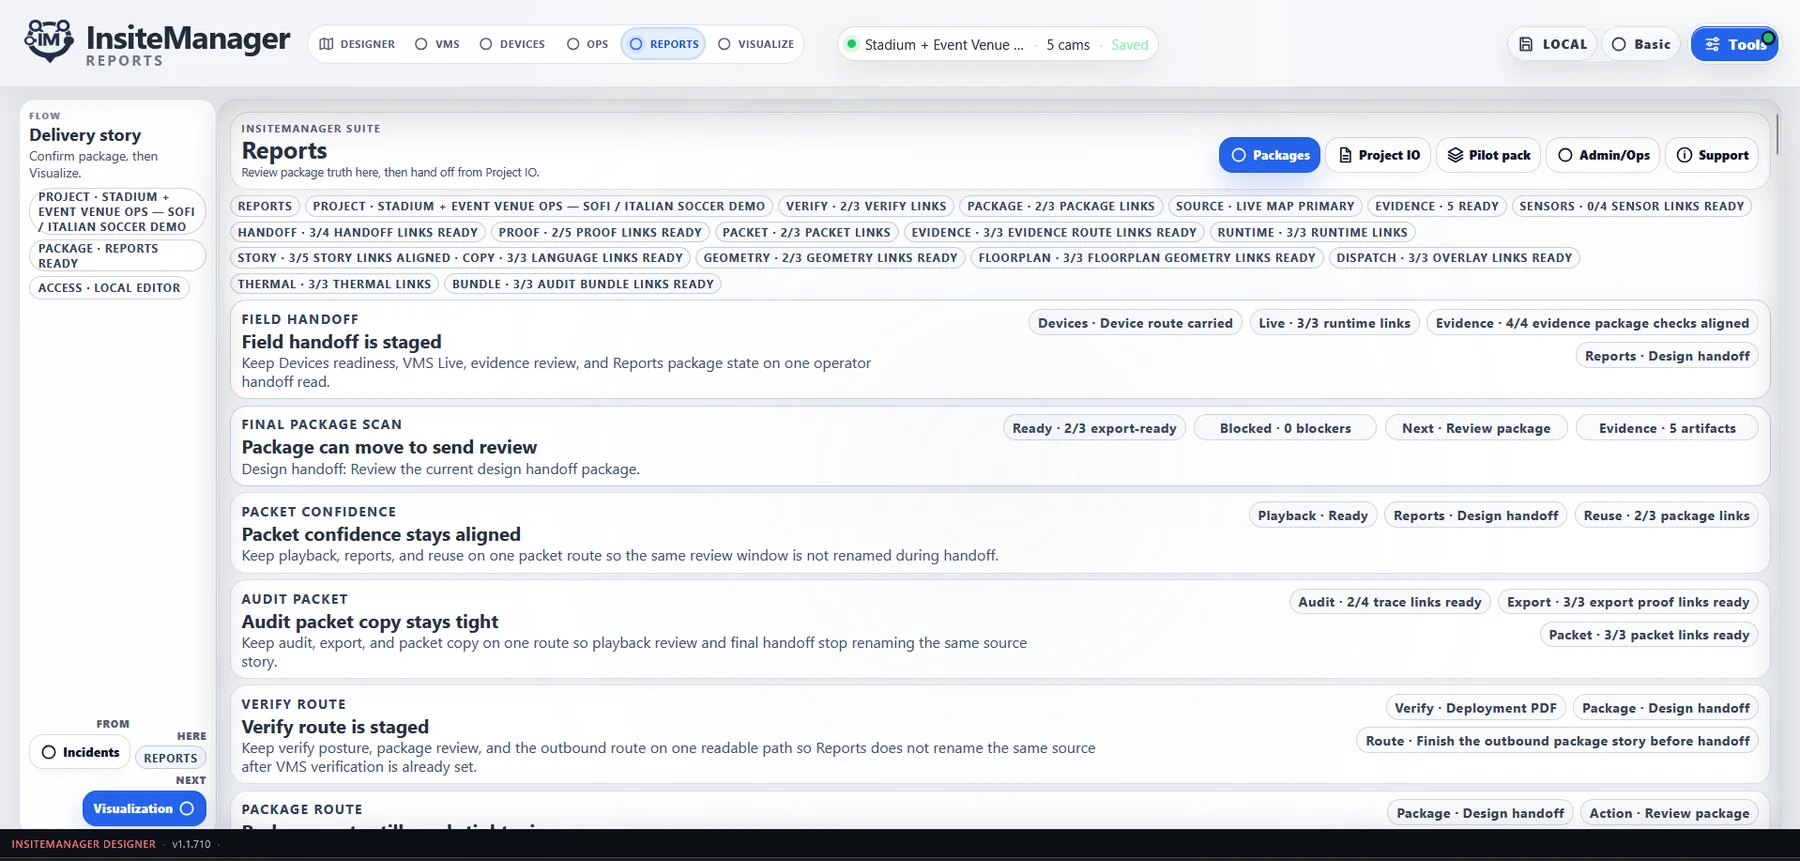 IM
InsiteManager
REPORTS
DESIGNER
VMS
DEVICES
OPS
REPORTS
VISUALIZE
Stadium + Event Venue ... · 5 cams · Saved
LOCAL
Basic
Tools
FLOW
Delivery story
Confirm package, then
Visualize.
PROJECT · STADIUM +
EVENT VENUE OPS — SOFI
/ ITALIAN SOCCER DEMO
PACKAGE · REPORTS
READY
ACCESS · LOCAL EDITOR
FROM
Incidents
HERE
REPORTS
NEXT
Visualization
INSITEMANAGER SUITE
Reports
Review package truth here, then hand off from Project IO.
Packages
Project IO
Pilot pack
Admin/Ops
Support
REPORTS
PROJECT · STADIUM + EVENT VENUE OPS — SOFI / ITALIAN SOCCER DEMO
VERIFY · 2/3 VERIFY LINKS
PACKAGE · 2/3 PACKAGE LINKS
SOURCE · LIVE MAP PRIMARY
EVIDENCE · 5 READY
SENSORS · 0/4 SENSOR LINKS READY
HANDOFF · 3/4 HANDOFF LINKS READY
PROOF · 2/5 PROOF LINKS READY
PACKET · 2/3 PACKET LINKS
EVIDENCE · 3/3 EVIDENCE ROUTE LINKS READY
RUNTIME · 3/3 RUNTIME LINKS
STORY · 3/5 STORY LINKS ALIGNED · COPY · 3/3 LANGUAGE LINKS READY
GEOMETRY · 2/3 GEOMETRY LINKS READY
FLOORPLAN · 3/3 FLOORPLAN GEOMETRY LINKS READY
DISPATCH · 3/3 OVERLAY LINKS READY
THERMAL · 3/3 THERMAL LINKS
BUNDLE · 3/3 AUDIT BUNDLE LINKS READY
FIELD HANDOFF
Field handoff is staged
Keep Devices readiness, VMS Live, evidence review, and Reports package state on one operator
handoff read.
Devices · Device route carried
Live · 3/3 runtime links
Evidence · 4/4 evidence package checks aligned
Reports · Design handoff
FINAL PACKAGE SCAN
Package can move to send review
Design handoff: Review the current design handoff package.
Ready · 2/3 export-ready
Blocked · 0 blockers
Next · Review package
Evidence · 5 artifacts
PACKET CONFIDENCE
Packet confidence stays aligned
Keep playback, reports, and reuse on one packet route so the same review window is not renamed during handoff.
Playback · Ready
Reports · Design handoff
Reuse · 2/3 package links
AUDIT PACKET
Audit packet copy stays tight
Keep audit, export, and packet copy on one route so playback review and final handoff stop renaming the same source
story.
Audit · 2/4 trace links ready
Export · 3/3 export proof links ready
Packet · 3/3 packet links ready
VERIFY ROUTE
Verify route is staged
Keep verify posture, package review, and the outbound route on one readable path so Reports does not rename the same source
after VMS verification is already set.
Verify · Deployment PDF
Package · Design handoff
Route · Finish the outbound package story before handoff
PACKAGE ROUTE
Package · Design handoff
Action · Review package
INSITEMANAGER DESIGNER · v1.1.710 ·